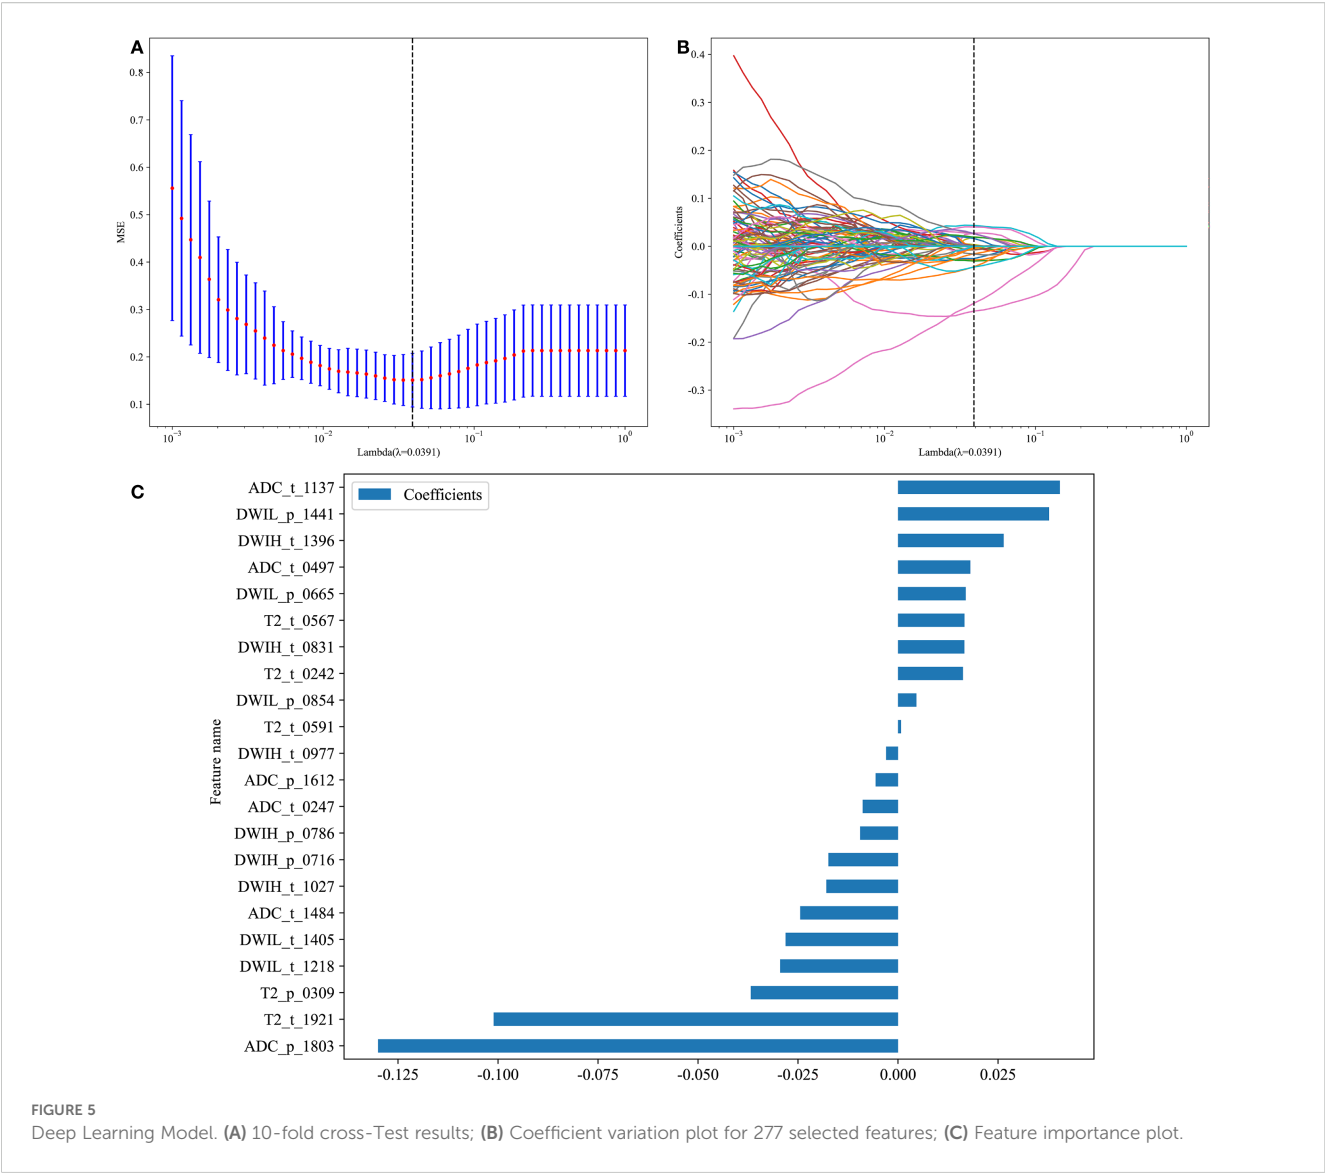 A
0.8
0.7
0.6
0.5
0.4
0.3
0.2
0.1
MSE
10⁻³
10⁻²
10⁻¹
10⁰
Lambda(λ=0.0391)
B
0.4
0.3
0.2
0.1
0.0
-0.1
-0.2
-0.3
Coefficients
10⁻³
10⁻²
10⁻¹
10⁰
Lambda(λ=0.0391)
C
Coefficients
Feature name
ADC_t_1137
DWIL_p_1441
DWIH_t_1396
ADC_t_0497
DWIL_p_0665
T2_t_0567
DWIH_t_0831
T2_t_0242
DWIL_p_0854
T2_t_0591
DWIH_t_0977
ADC_p_1612
ADC_t_0247
DWIH_p_0786
DWIH_p_0716
DWIH_t_1027
ADC_t_1484
DWIL_t_1405
DWIL_t_1218
T2_p_0309
T2_t_1921
ADC_p_1803
-0.125
-0.100
-0.075
-0.050
-0.025
0.000
0.025
FIGURE 5
Deep Learning Model. (A) 10-fold cross-Test results; (B) Coefficient variation plot for 277 selected features; (C) Feature importance plot.